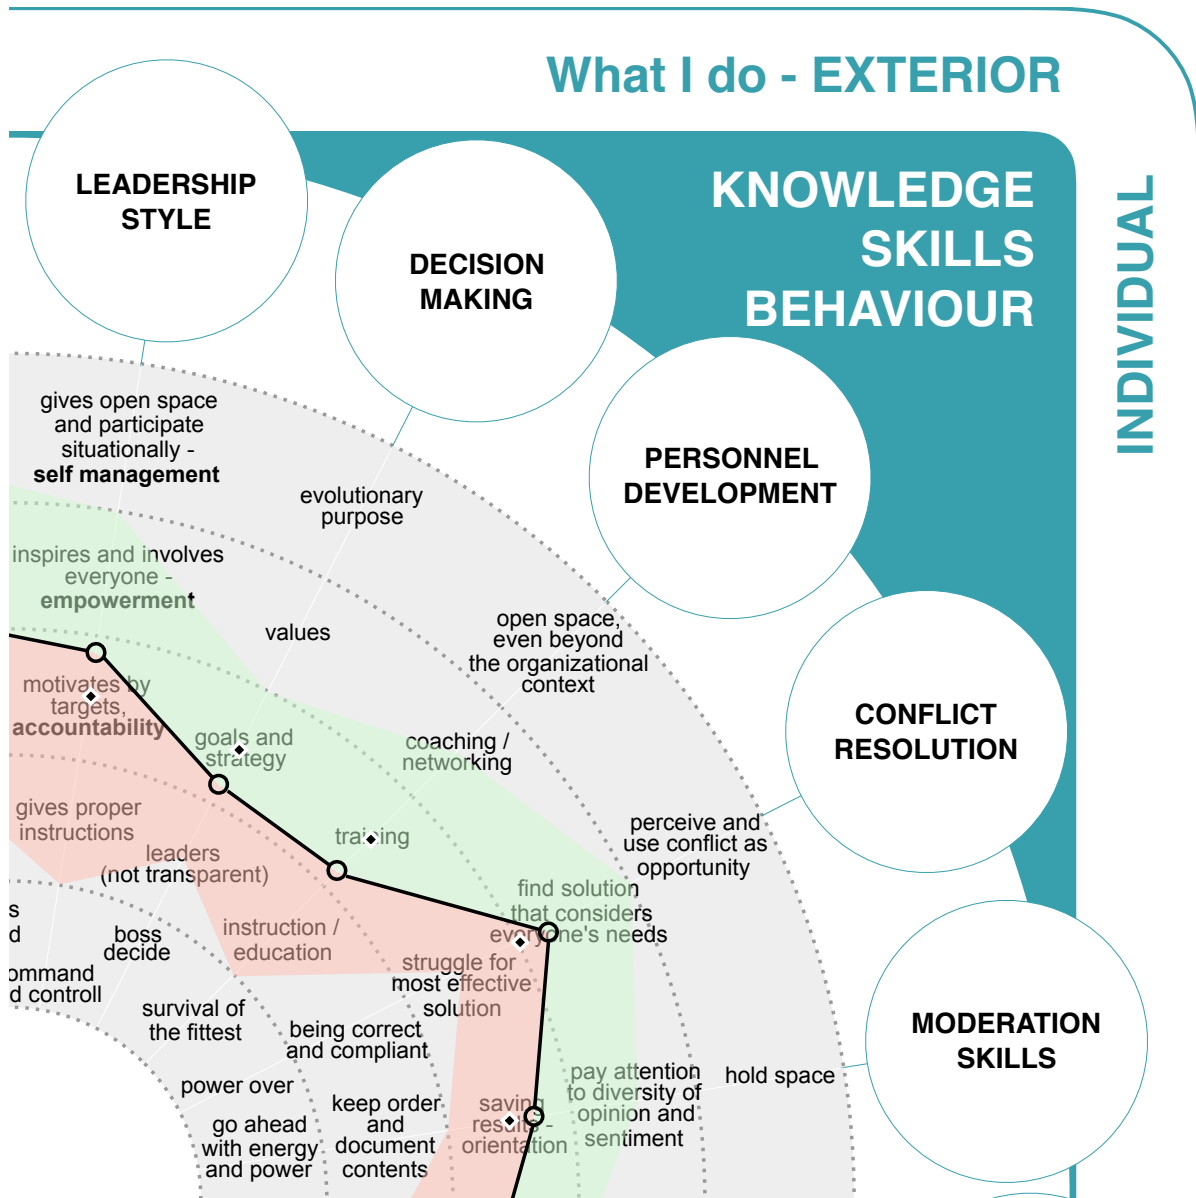 What I do - EXTERIOR
INDIVIDUAL
KNOWLEDGE
SKILLS
BEHAVIOUR
LEADERSHIP
STYLE
DECISION
MAKING
PERSONNEL
DEVELOPMENT
CONFLICT
RESOLUTION
MODERATION
SKILLS
gives open space
and participate
situationally -
self management
inspires and involves
everyone -
empowerment
motivates by
targets,
accountability
gives proper
instructions
s
d
ommand
d controll
evolutionary
purpose
values
goals and
strategy
leaders
(not transparent)
boss
decide
open space,
even beyond
the organizational
context
coaching /
networking
training
instruction /
education
survival of
the fittest
perceive and
use conflict as
opportunity
find solution
that considers
everyone's needs
struggle for
most effective
solution
being correct
and compliant
power over
hold space
pay attention
to diversity of
opinion and
sentiment
saving
results -
orientation
keep order
and
document
contents
go ahead
with energy
and power